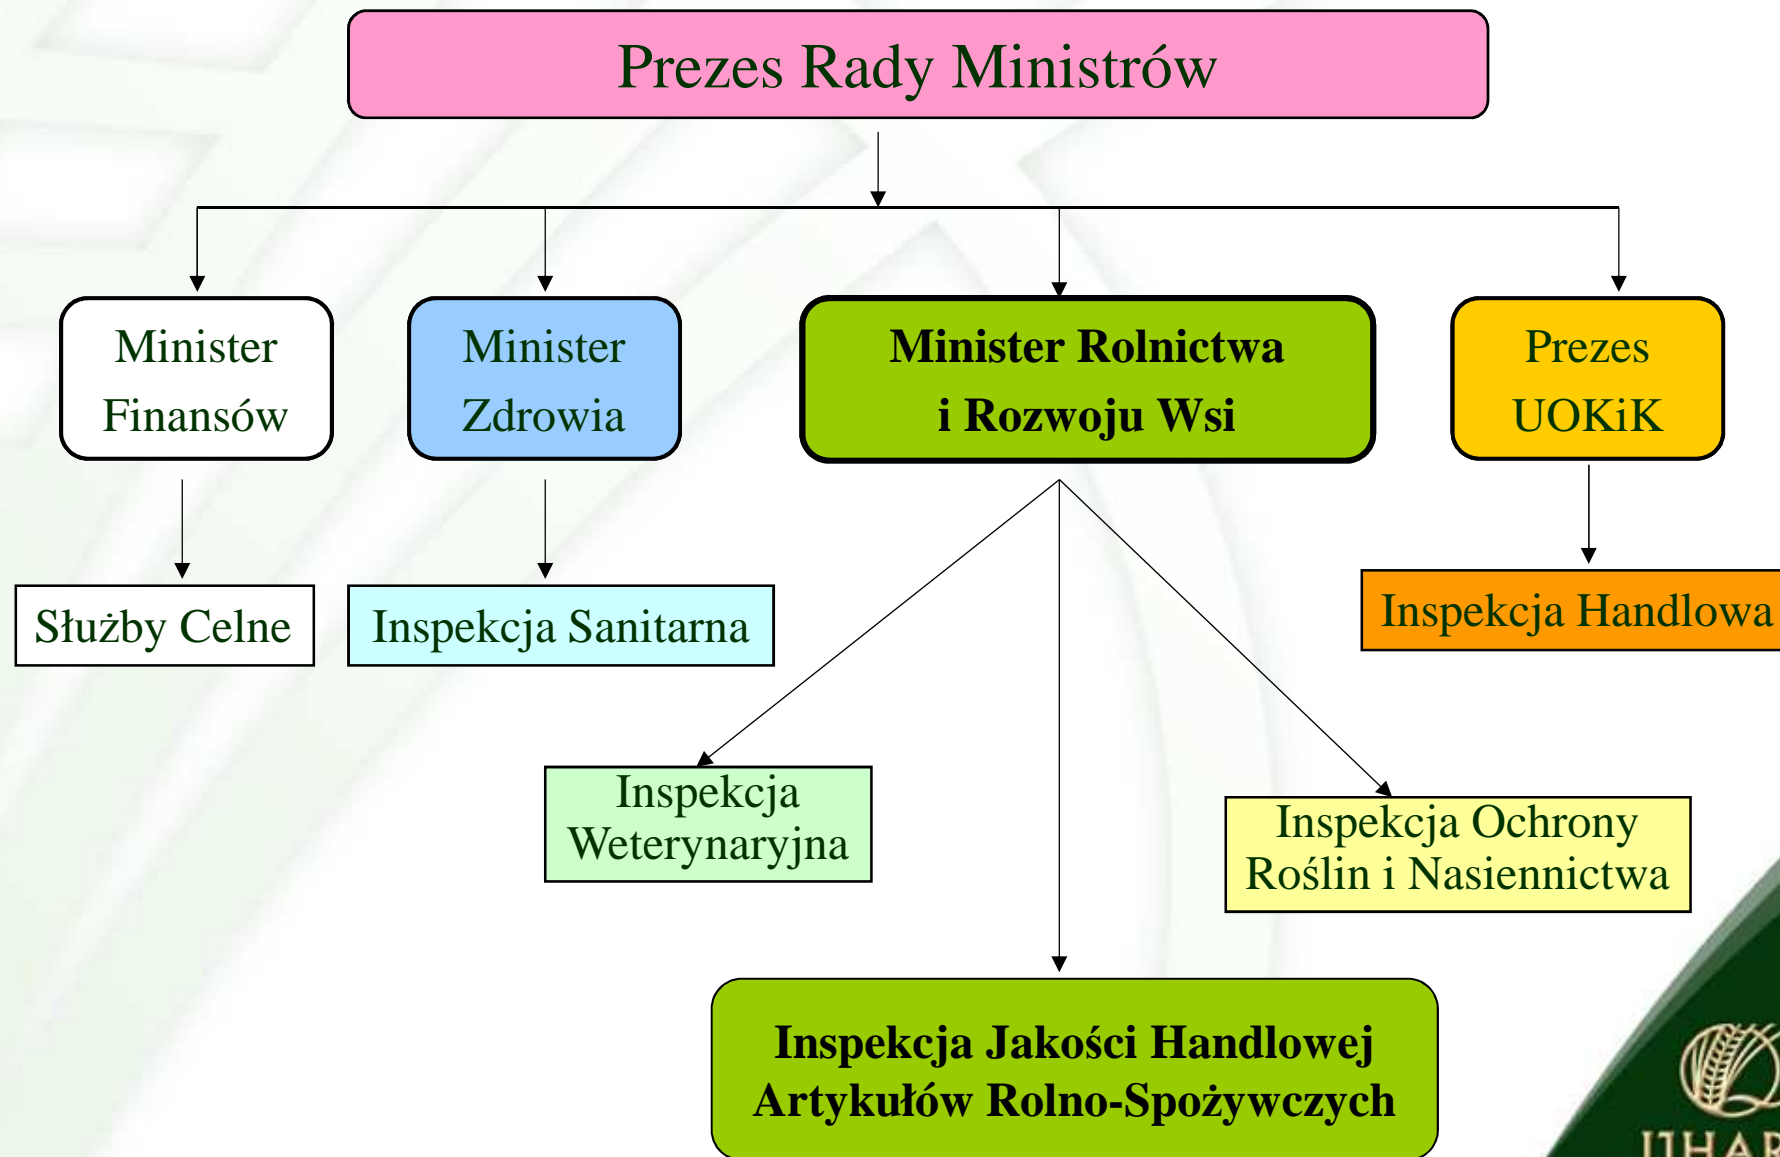 Prezes Rady Ministrów
Minister
Finansów
Minister
Zdrowia
Minister Rolnictwa
i Rozwoju Wsi
Prezes
UOKiK
Służby Celne
Inspekcja Sanitarna
Inspekcja Handlowa
Inspekcja
Weterynaryjna
Inspekcja Ochrony
Roślin i Nasiennictwa
Inspekcja Jakości Handlowej
Artykułów Rolno-Spożywczych